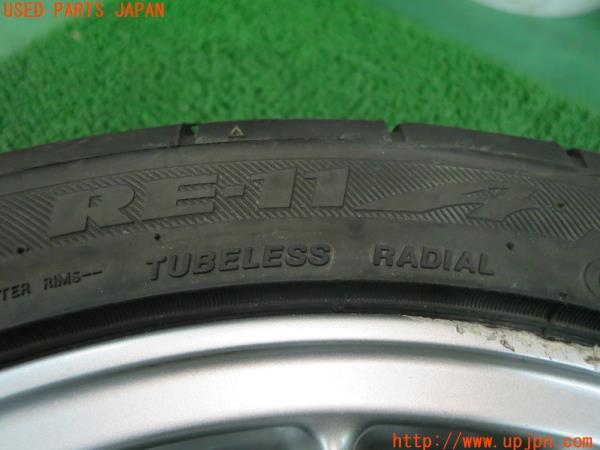 USED PARTS JAPAN
RE-11
TER RIMS--
TUBELESS RADIAL
http://www.upjpn.com/